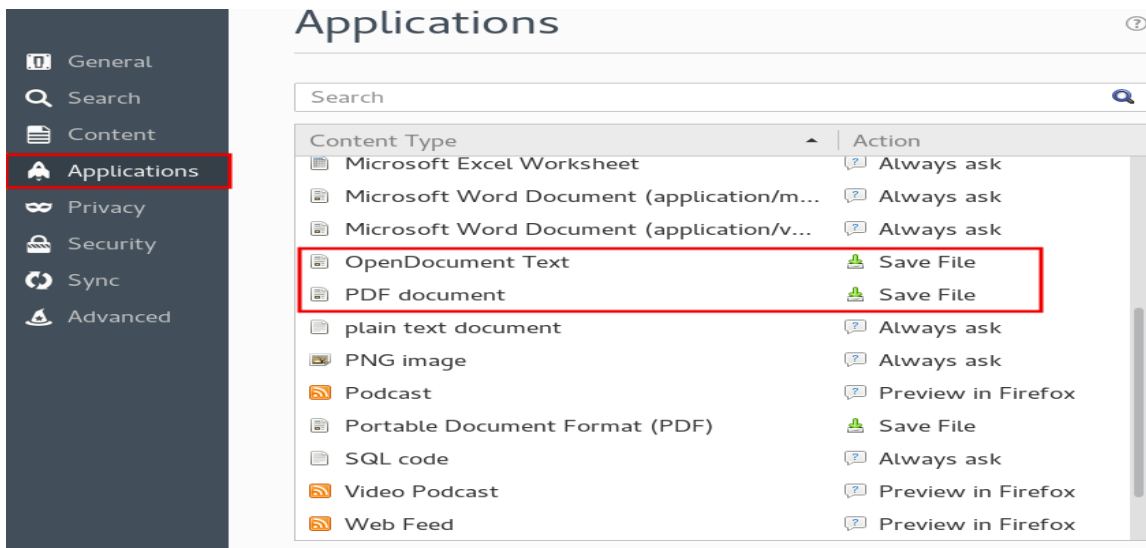 Applications
General
Search
Content
Applications
Privacy
Security
Sync
Advanced
Search
Content Type Action
Microsoft Excel Worksheet Always ask
Microsoft Word Document (application/m... Always ask
Microsoft Word Document (application/v... Always ask
OpenDocument Text Save File
PDF document Save File
plain text document Always ask
PNG image Always ask
Podcast Preview in Firefox
Portable Document Format (PDF) Save File
SQL code Always ask
Video Podcast Preview in Firefox
Web Feed Preview in Firefox